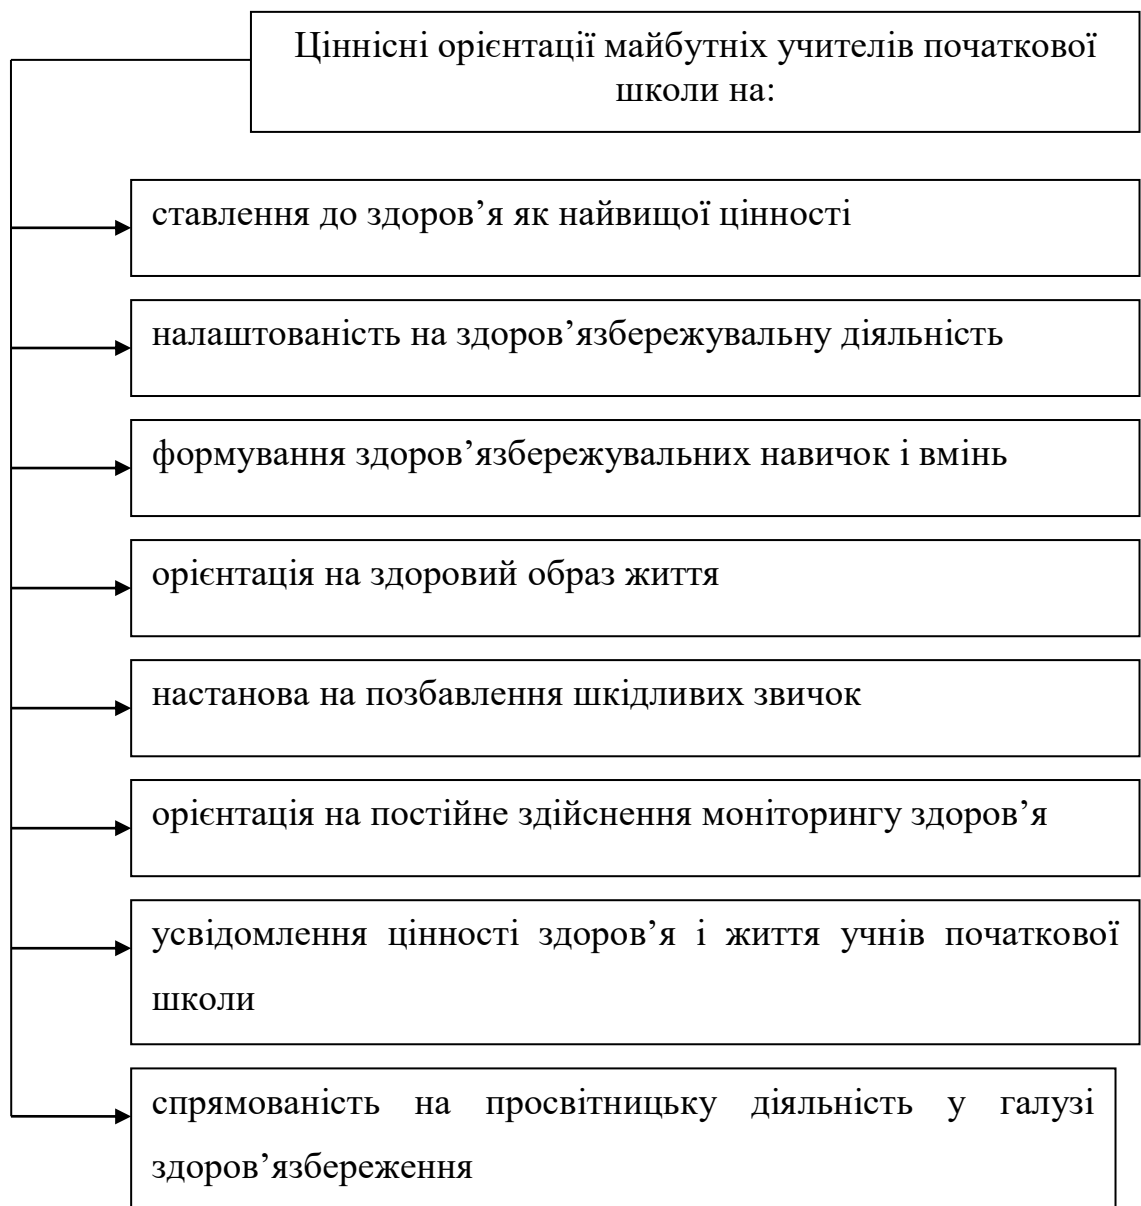 Ціннісні орієнтації майбутніх учителів початкової
школи на:
ставлення до здоров’я як найвищої цінності
налаштованість на здоров’язбережувальну діяльність
формування здоров’язбережувальних навичок і вмінь
орієнтація на здоровий образ життя
настанова на позбавлення шкідливих звичок
орієнтація на постійне здійснення моніторингу здоров’я
усвідомлення цінності здоров’я і життя учнів початкової
школи
спрямованість на просвітницьку діяльність у галузі
здоров’язбереження